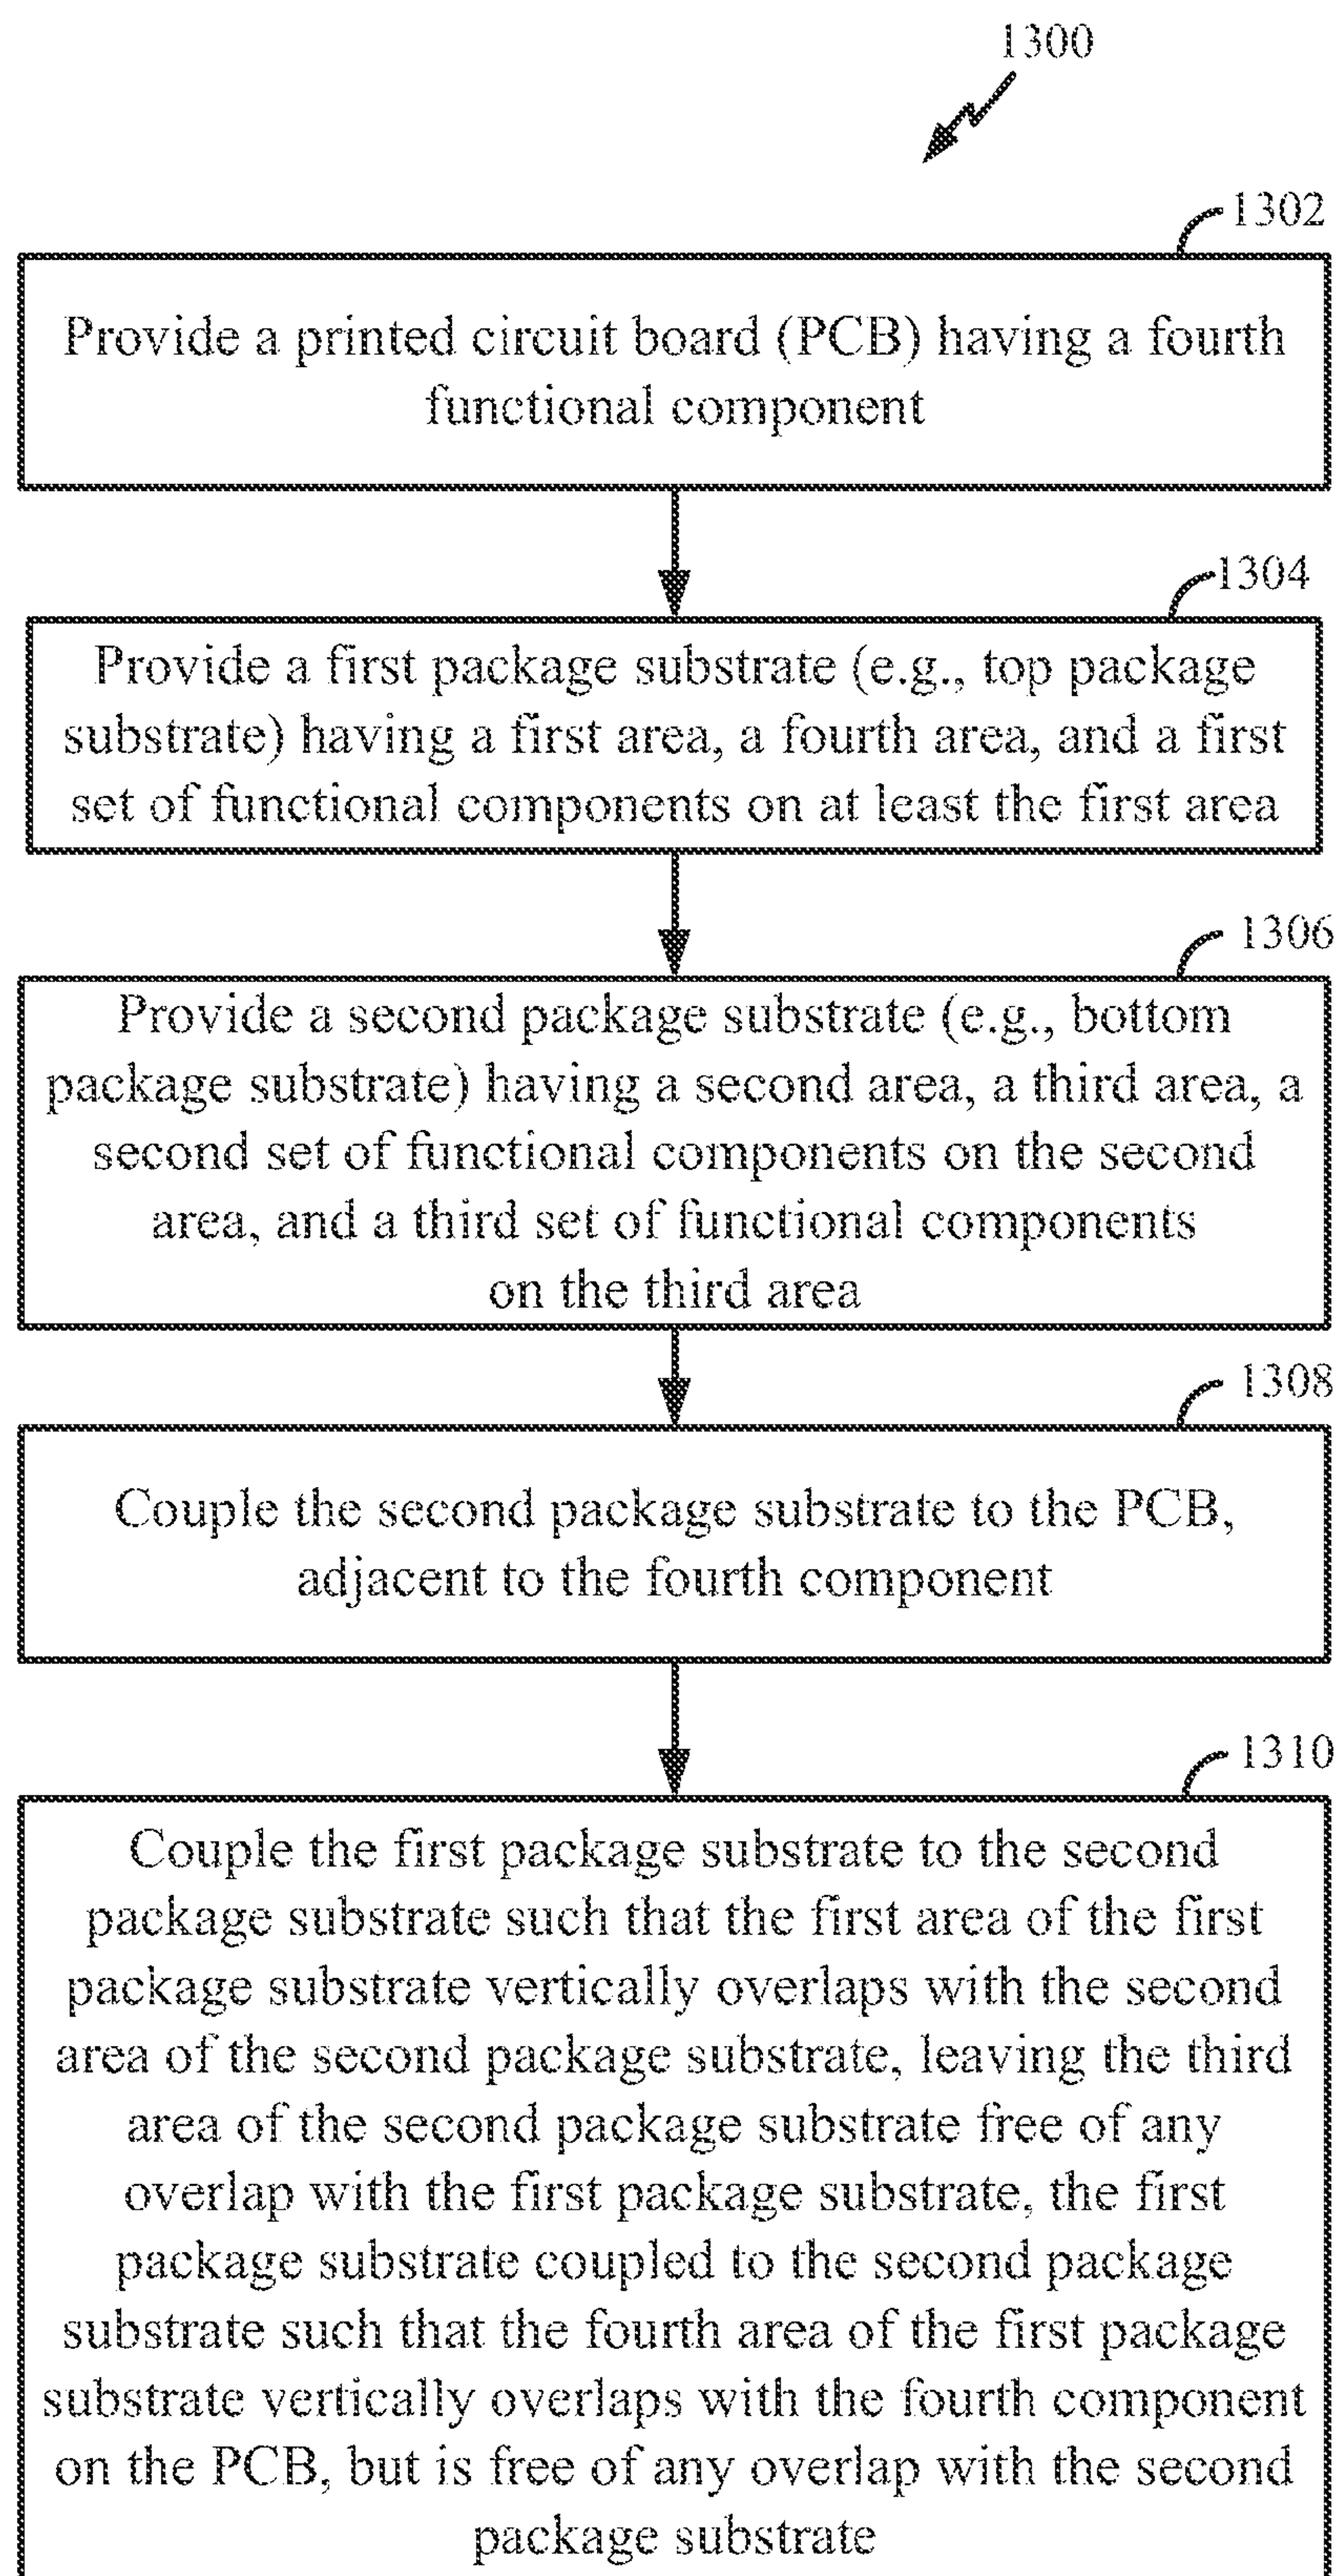 1300
1302
Provide a printed circuit board (PCB) having a fourth
functional component
1304
Provide a first package substrate (e.g., top package
substrate) having a first area, a fourth area, and a first
set of functional components on at least the first area
1306
Provide a second package substrate (e.g., bottom
package substrate) having a second area, a third area, a
second set of functional components on the second
area, and a third set of functional components
on the third area
1308
Couple the second package substrate to the PCB,
adjacent to the fourth component
1310
Couple the first package substrate to the second
package substrate such that the first area of the first
package substrate vertically overlaps with the second
area of the second package substrate, leaving the third
area of the second package substrate free of any
overlap with the first package substrate, the first
package substrate coupled to the second package
substrate such that the fourth area of the first package
substrate vertically overlaps with the fourth component
on the PCB, but is free of any overlap with the second
package substrate